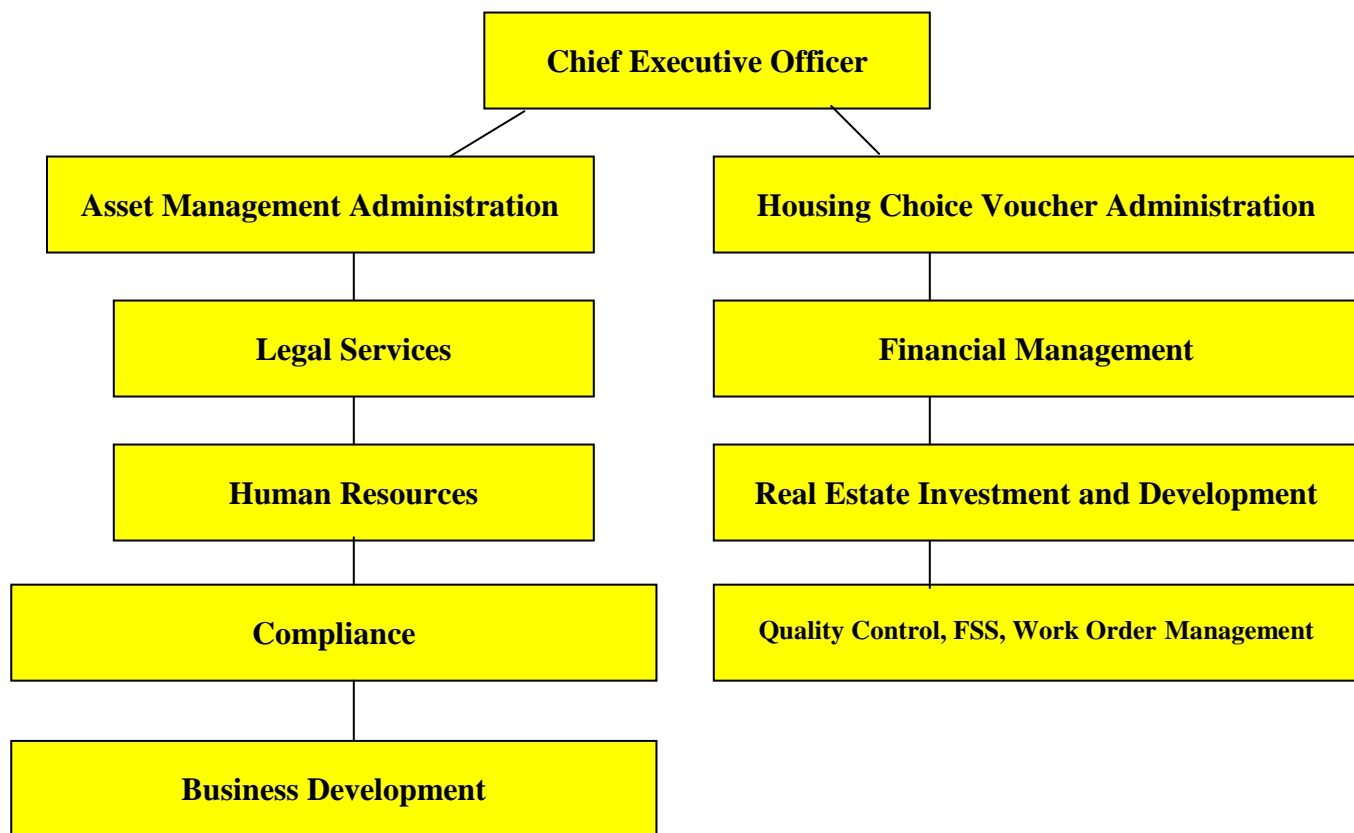 Chief Executive Officer
Asset Management Administration
Housing Choice Voucher Administration
Legal Services
Financial Management
Human Resources
Real Estate Investment and Development
Compliance
Quality Control, FSS, Work Order Management
Business Development